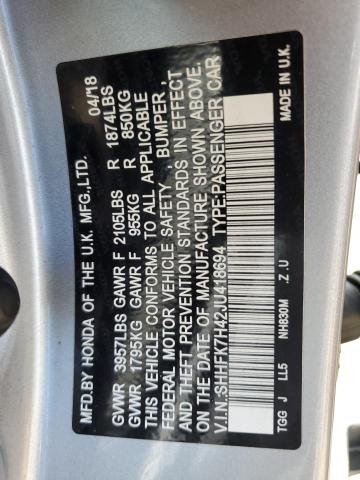 MFD.BY HONDA OF THE U.K. MFG.,LTD. 04/18
GVWR 3957LBS GAWR F 2105LBS R 1874LBS
GVWR 1795KG GAWR F 955KG R 850KG
THIS VEHICLE CONFORMS TO ALL APPLICABLE
FEDERAL MOTOR VEHICLE SAFETY , BUMPER ,
AND THEFT PREVENTION STANDARDS IN EFFECT
ON THE DATE OF MANUFACTURE SHOWN ABOVE.
V.I.N.:SHHFK7H42JU418694 TYPE:PASSENGER CAR
TGG J LL5 NH830M .Z.U MADE IN U.K.